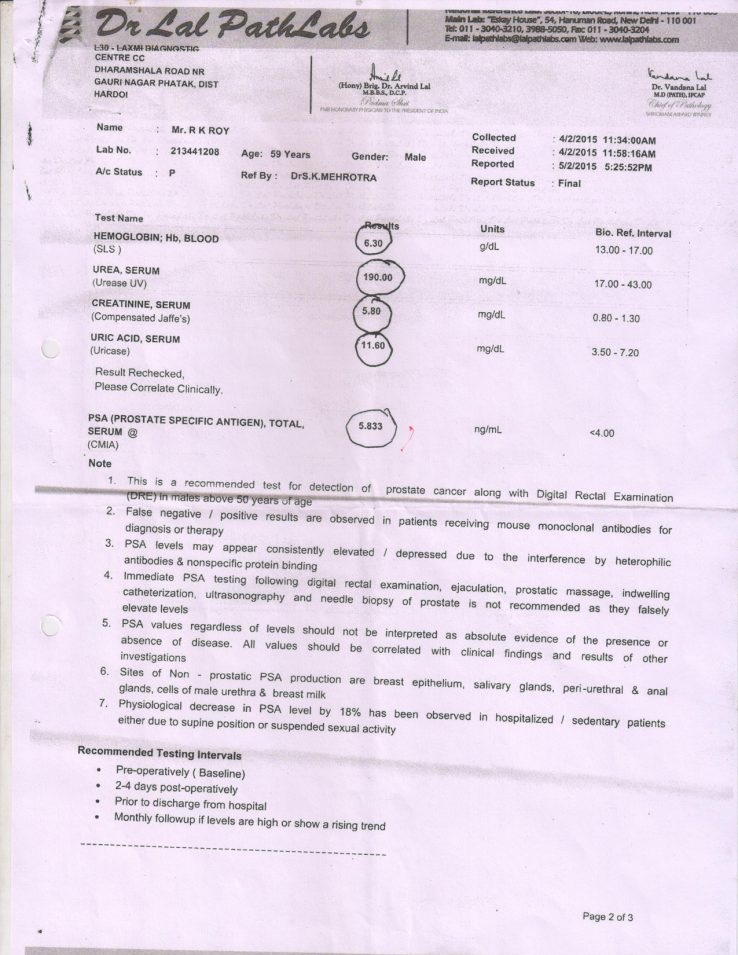 Dr Lal PathLabs
Main Lab: "Eskay House", 54, Hanuman Road, New Delhi - 110 001
Tel: 011 - 3040-3210, 3988-5050, Fax: 011 - 3040-3204
E-mail: lalpathlabs@lalpathlabs.com Web: www.lalpathlabs.com
L30 - LAXMI DIAGNOSTIC
CENTRE CC
DHARAMSHALA ROAD NR
GAURI NAGAR PHATAK, DIST
HARDOI
(Hony) Brig. Dr. Arvind Lal
M.B.B.S., D.C.P.
Padma Shri
Dr. Vandana Lal
M.D (PATH), IFCAP
Chief of Pathology
Name : Mr. R K ROY
Lab No. : 213441208 Age: 59 Years Gender: Male
A/c Status : P Ref By : DrS.K.MEHROTRA
Collected : 4/2/2015 11:34:00AM
Received : 4/2/2015 11:58:16AM
Reported : 5/2/2015 5:25:52PM
Report Status : Final
Test Name Results Units Bio. Ref. Interval
HEMOGLOBIN; Hb, BLOOD 6.30 g/dL 13.00 - 17.00
(SLS )
UREA, SERUM 190.00 mg/dL 17.00 - 43.00
(Urease UV)
CREATININE, SERUM 5.80 mg/dL 0.80 - 1.30
(Compensated Jaffe's)
URIC ACID, SERUM 11.60 mg/dL 3.50 - 7.20
(Uricase)
Result Rechecked,
Please Correlate Clinically.
PSA (PROSTATE SPECIFIC ANTIGEN), TOTAL, 5.833 ng/mL <4.00
SERUM @
(CMIA)
Note
1. This is a recommended test for detection of prostate cancer along with Digital Rectal Examination
(DRE) in males above 50 years of age
2. False negative / positive results are observed in patients receiving mouse monoclonal antibodies for
diagnosis or therapy
3. PSA levels may appear consistently elevated / depressed due to the interference by heterophilic
antibodies & nonspecific protein binding
4. Immediate PSA testing following digital rectal examination, ejaculation, prostatic massage, indwelling
catheterization, ultrasonography and needle biopsy of prostate is not recommended as they falsely
elevate levels
5. PSA values regardless of levels should not be interpreted as absolute evidence of the presence or
absence of disease. All values should be correlated with clinical findings and results of other
investigations
6. Sites of Non - prostatic PSA production are breast epithelium, salivary glands, peri-urethral & anal
glands, cells of male urethra & breast milk
7. Physiological decrease in PSA level by 18% has been observed in hospitalized / sedentary patients
either due to supine position or suspended sexual activity
Recommended Testing Intervals
• Pre-operatively ( Baseline)
• 2-4 days post-operatively
• Prior to discharge from hospital
• Monthly followup if levels are high or show a rising trend
Page 2 of 3